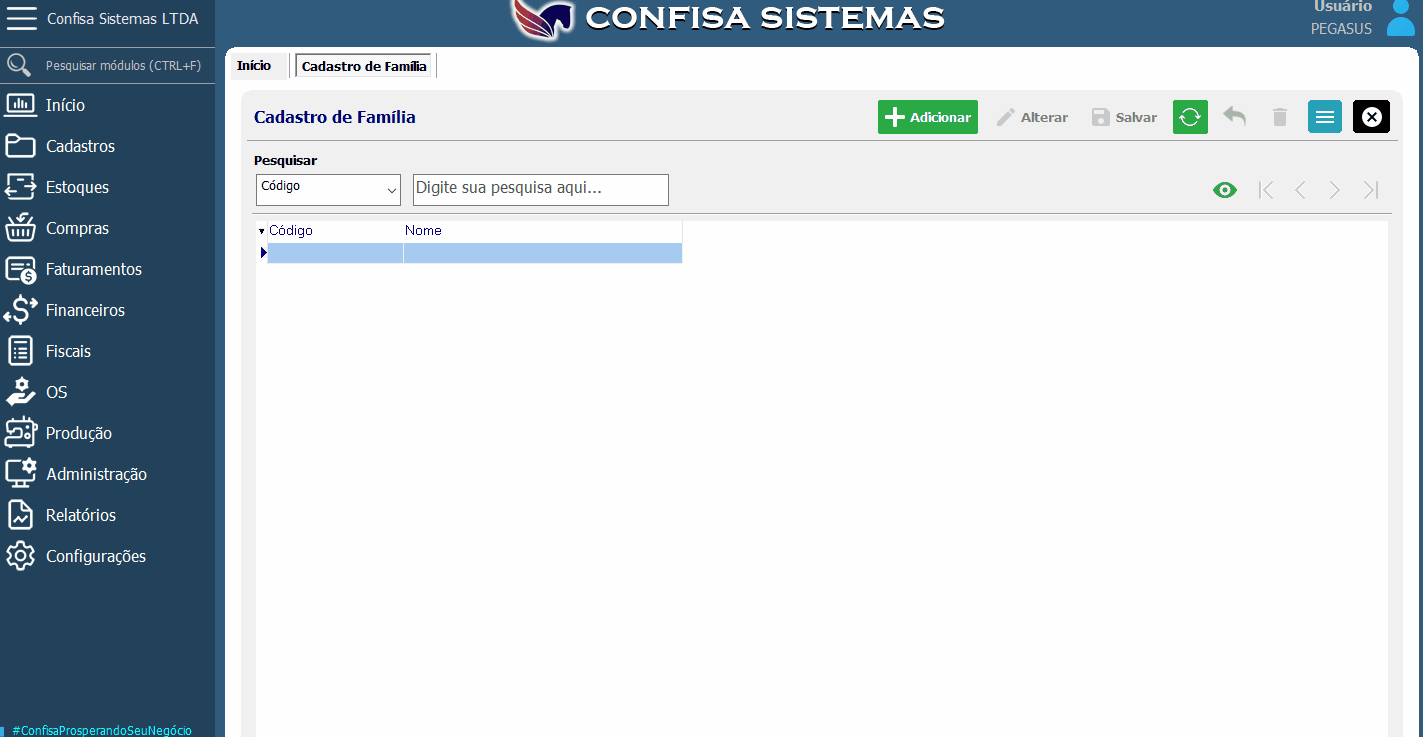 Confisa Sistemas LTDA
CONFISA SISTEMAS
Usuário
PEGASUS
Pesquisar módulos (CTRL+F)
Início
Cadastros
Estoques
Compras
Faturamentos
Financeiros
Fiscais
OS
Produção
Administração
Relatórios
Configurações
#ConfisaProsperandoSeuNegócio
Início
Cadastro de Família
Cadastro de Família
Adicionar
Alterar
Salvar
Pesquisar
Código
Digite sua pesquisa aqui...
Código Nome